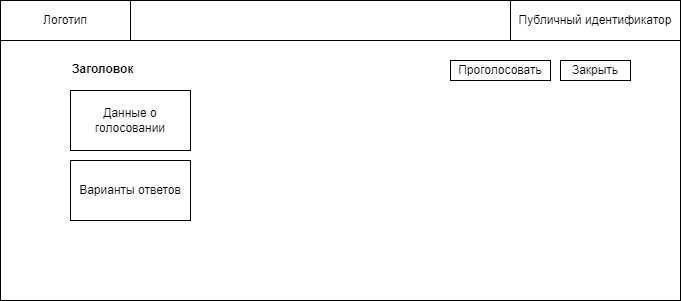 Логотип
Публичный идентификатор
Заголовок
Проголосовать
Закрыть
Данные о
голосовании
Варианты ответов